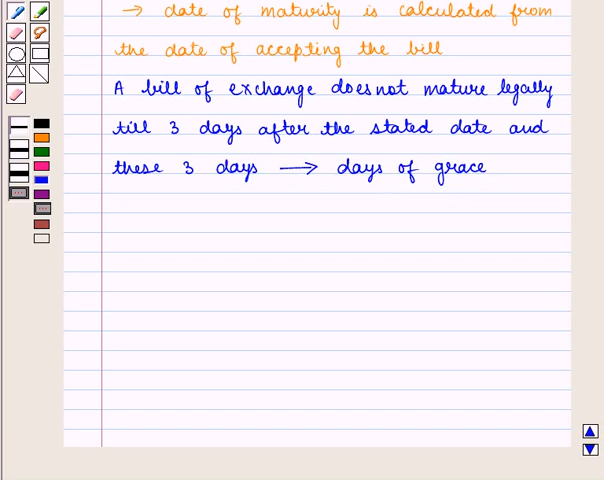 → date of maturity is calculated from
the date of accepting the bill
A bill of exchange does not mature legally
till 3 days after the stated date and
these 3 days → days of grace